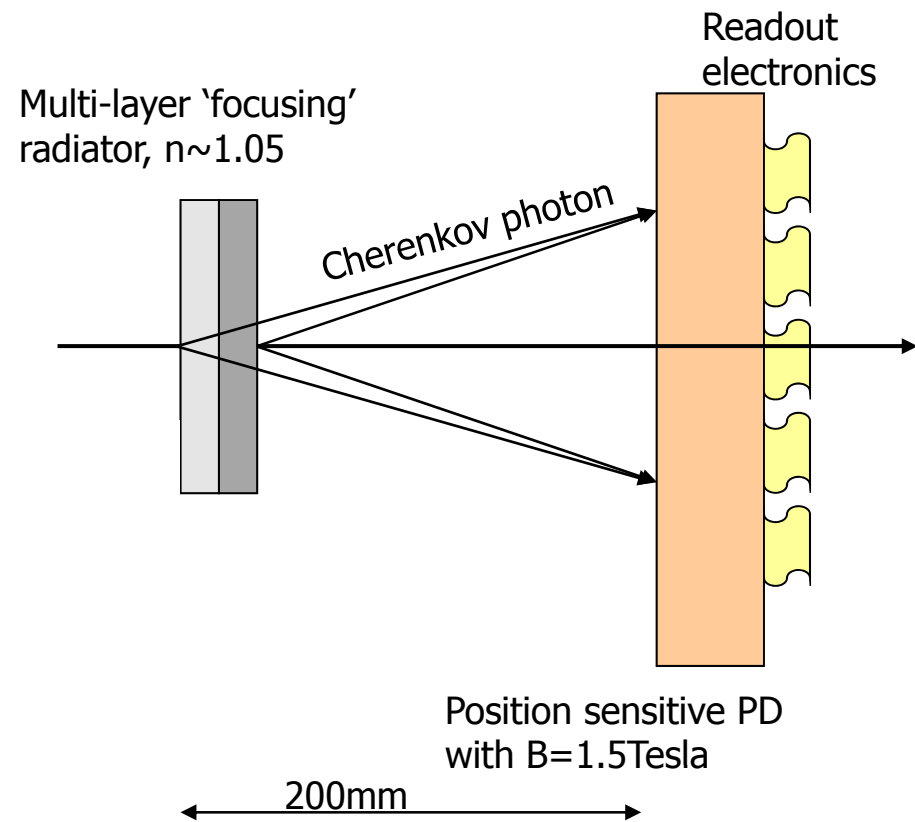 Readout
electronics
Multi-layer ‘focusing’
radiator, n~1.05
Cherenkov photon
Position sensitive PD
with B=1.5Tesla
200mm